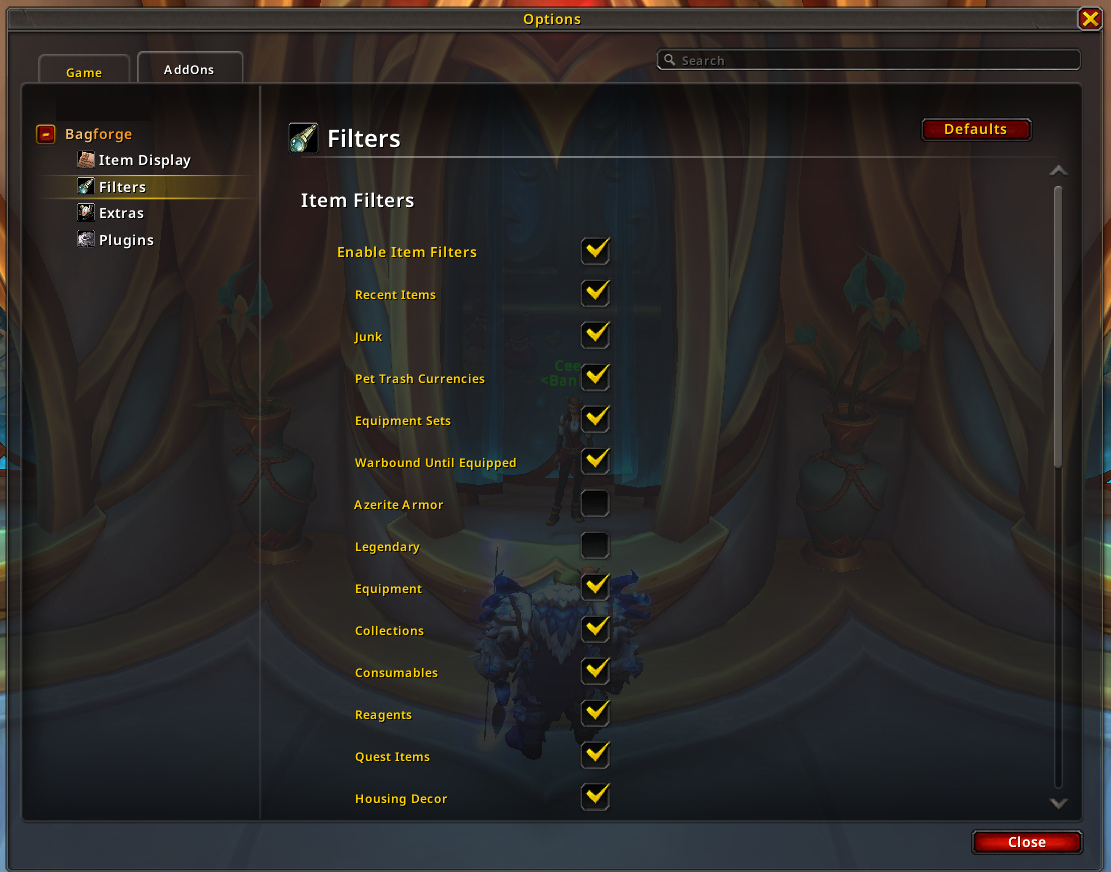 Options
Game
AddOns
Search
Bagforge
Item Display
Filters
Extras
Plugins
Filters
Defaults
Item Filters
Enable Item Filters
Recent Items
Junk
Pet Trash Currencies
Equipment Sets
Warbound Until Equipped
Azerite Armor
Legendary
Equipment
Collections
Consumables
Reagents
Quest Items
Housing Decor
Close